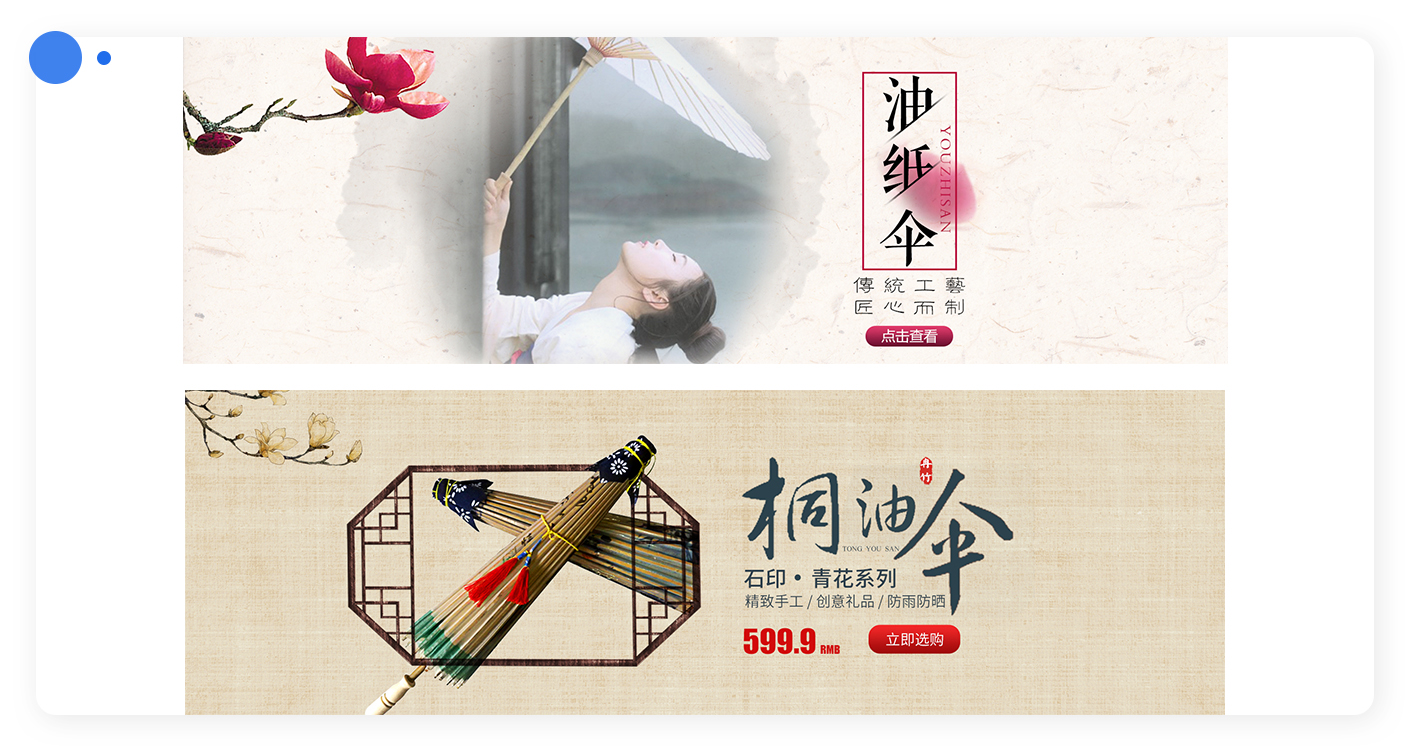 油纸伞
YOUZHISAN
傳統工藝
匠心而制
点击查看
丹竹
桐油伞
TONG YOU SAN
石印·青花系列
精致手工 / 创意礼品 / 防雨防晒
599.9 RMB
立即选购